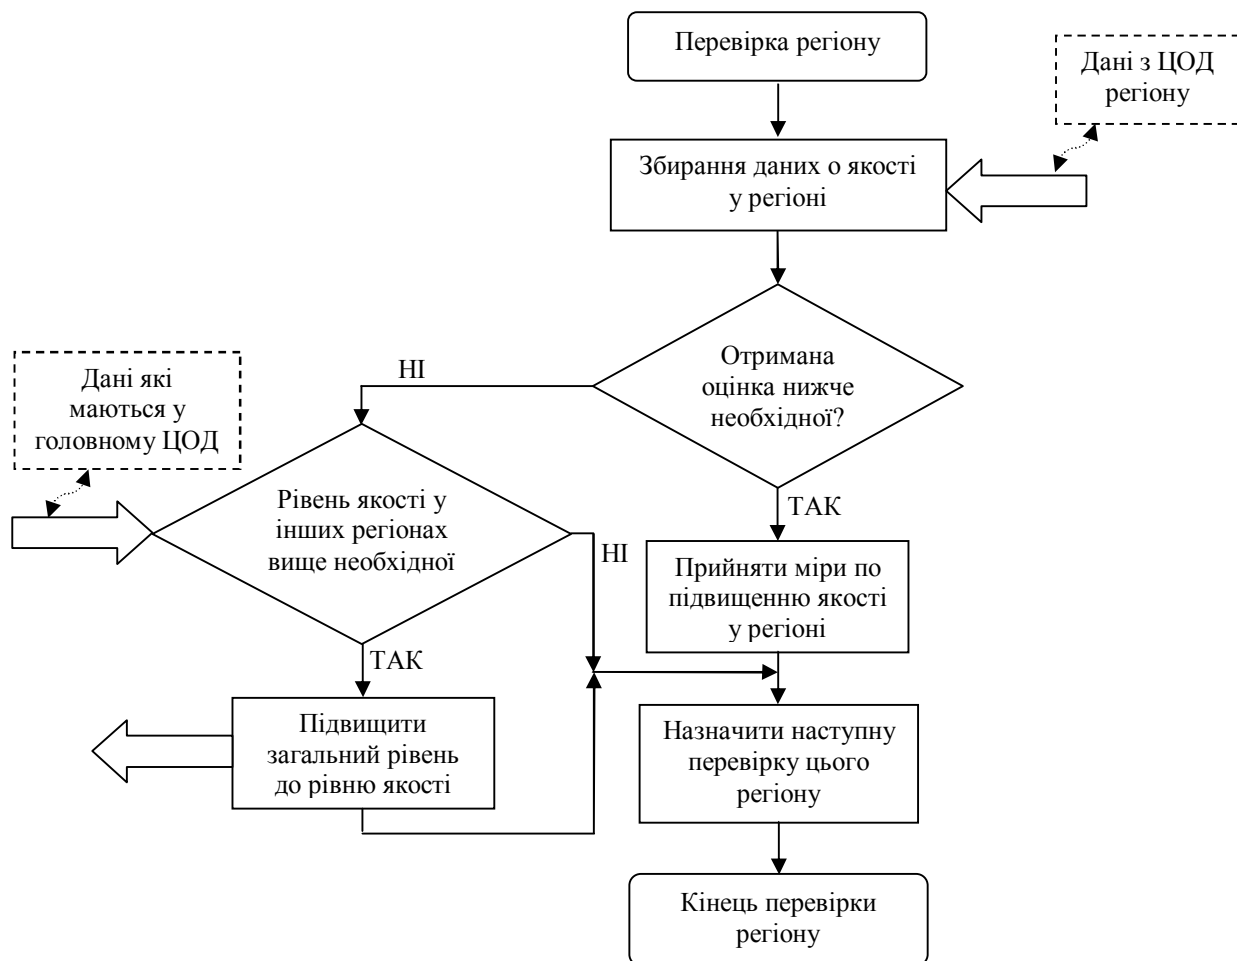 Перевірка регіону
Дані з ЦОД
регіону
Збирання даних о якості
у регіоні
Отримана
оцінка нижче
необхідної?
НІ
Дані які
маються у
головному ЦОД
ТАК
Рівень якості у
інших регіонах
вище необхідної
НІ
Прийняти міри по
підвищенню якості
у регіоні
ТАК
Підвищити
загальний рівень
до рівню якості
Назначити наступну
перевірку цього
регіону
Кінець перевірки
регіону